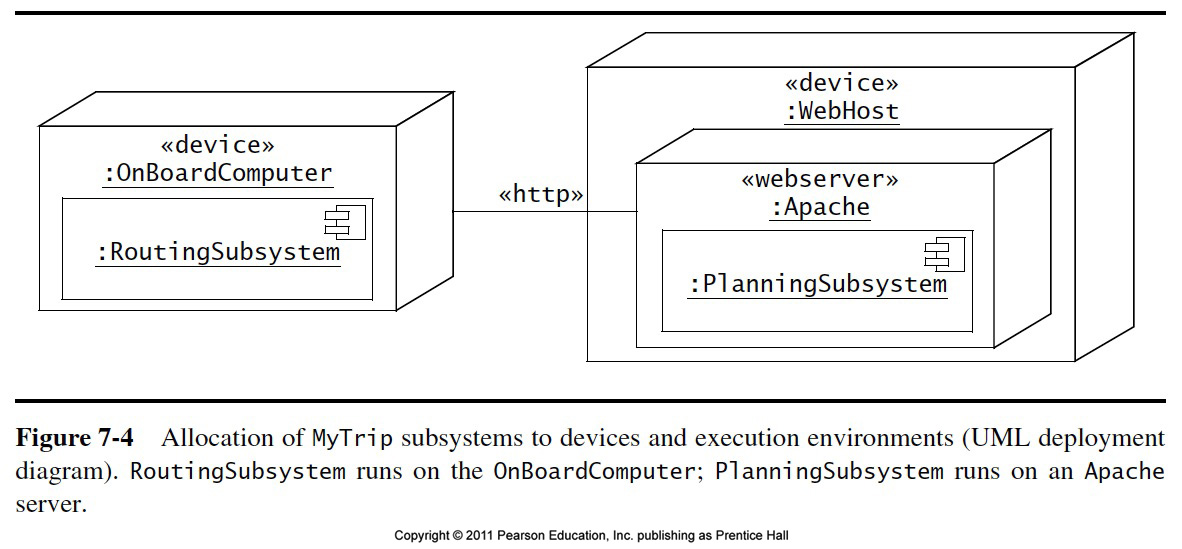 «device»
:OnBoardComputer
:RoutingSubsystem
«http»
«device»
:WebHost
«webserver»
:Apache
:PlanningSubsystem
Figure 7-4 Allocation of MyTrip subsystems to devices and execution environments (UML deployment
diagram). RoutingSubsystem runs on the OnBoardComputer; PlanningSubsystem runs on an Apache
server.
Copyright © 2011 Pearson Education, Inc. publishing as Prentice Hall